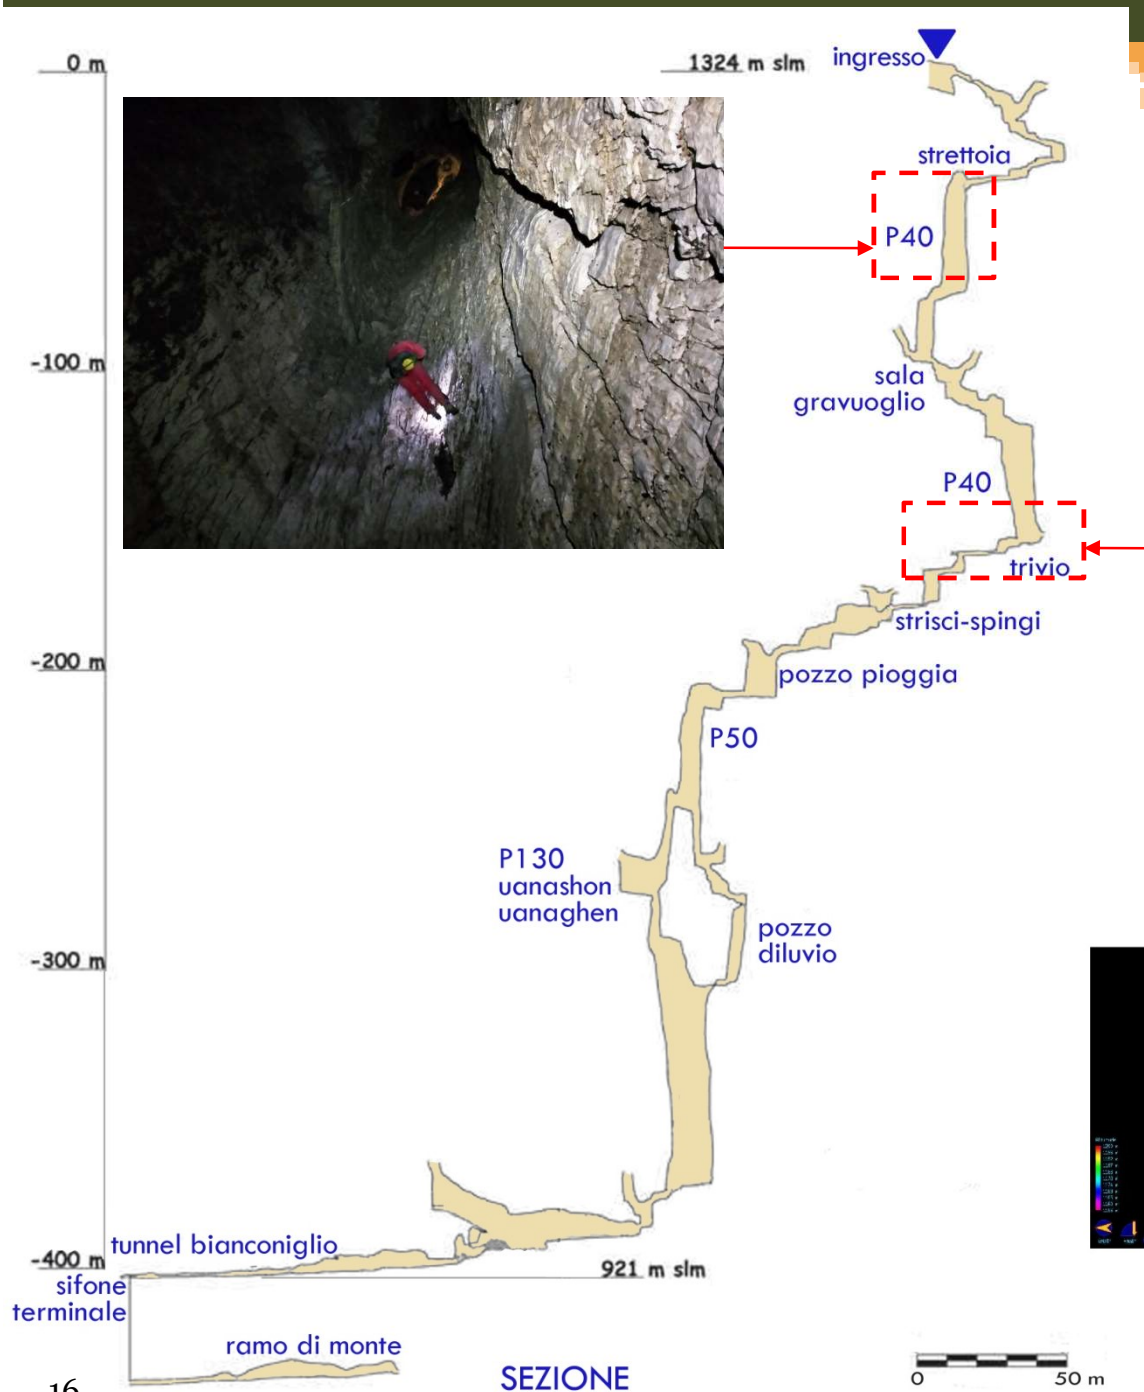 0 m
1324 m slm
ingresso
strettoia
P40
-100 m
sala
gravuoglio
P40
trivio
strisci-spingi
-200 m
pozzo pioggia
P50
P130
uanashon
uanaghen
pozzo
diluvio
-300 m
tunnel bianconiglio
-400 m
921 m slm
sifone
terminale
ramo di monte
SEZIONE
0
50 m
16